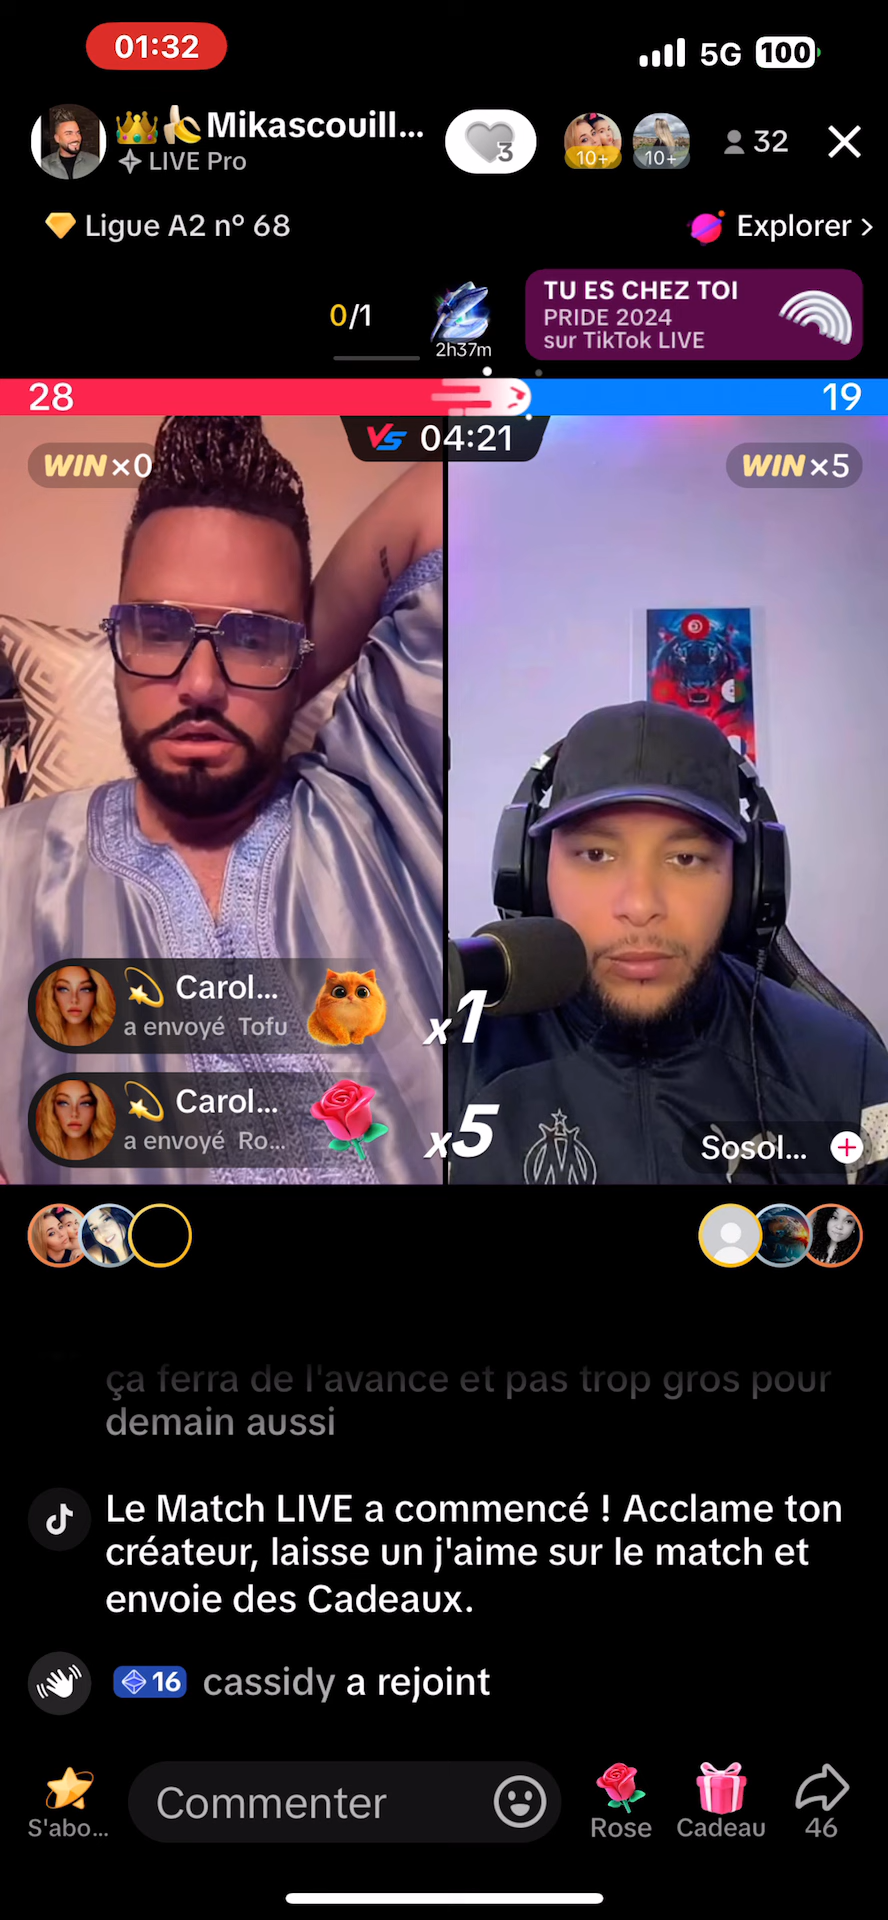 01:32
5G 100
Mikascouill...
LIVE Pro
3
10+
10+
32
Ligue A2 nº 68
Explorer >
0/1
2h37m
TU ES CHEZ TOI
PRIDE 2024
sur TikTok LIVE
28
19
VS 04:21
WIN x0
WIN x5
Carol...
a envoyé Tofu
x1
Carol...
a envoyé Ro...
x5
Sosol...
ça ferra de l'avance et pas trop gros pour
demain aussi
Le Match LIVE a commencé ! Acclame ton
créateur, laisse un j'aime sur le match et
envoie des Cadeaux.
16 cassidy a rejoint
Commenter
S'abo...
Rose
Cadeau
46